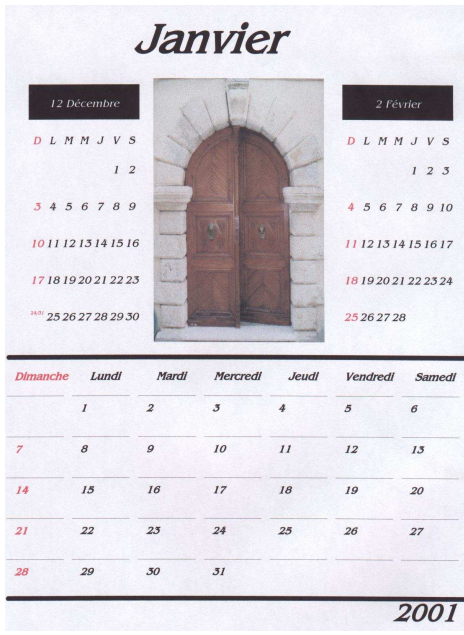 Janvier
12 Décembre
D L M M J V S
1 2
3 4 5 6 7 8 9
10 11 12 13 14 15 16
17 18 19 20 21 22 23
24/31 25 26 27 28 29 30
2 Février
D L M M J V S
1 2 3
4 5 6 7 8 9 10
11 12 13 14 15 16 17
18 19 20 21 22 23 24
25 26 27 28
Dimanche Lundi Mardi Mercredi Jeudi Vendredi Samedi
1 2 3 4 5 6
7 8 9 10 11 12 13
14 15 16 17 18 19 20
21 22 23 24 25 26 27
28 29 30 31
2001